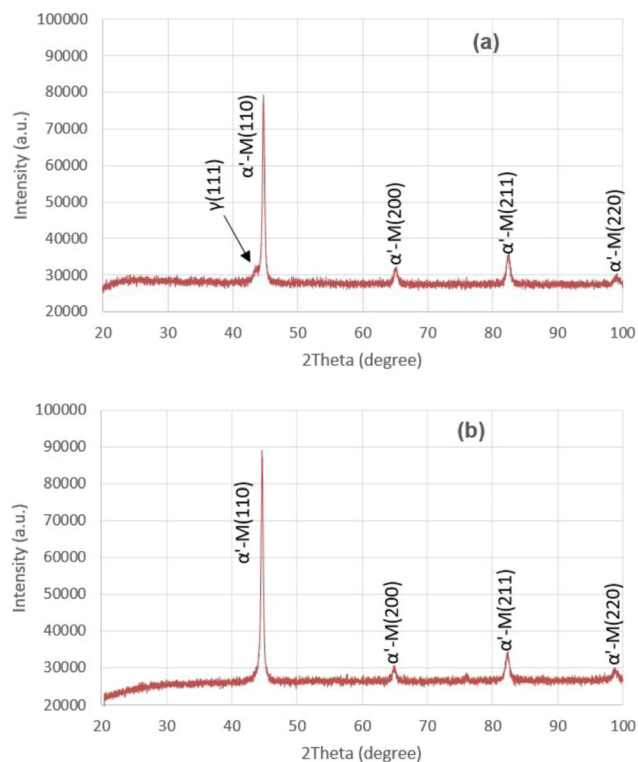 (a)
100000
90000
80000
70000
60000
50000
40000
30000
20000
Intensity (a.u.)
γ(111)
α'-M(110)
α'-M(200)
α'-M(211)
α'-M(220)
20 30 40 50 60 70 80 90 100
2Theta (degree)
(b)
100000
90000
80000
70000
60000
50000
40000
30000
20000
Intensity (a.u.)
α'-M(110)
α'-M(200)
α'-M(211)
α'-M(220)
20 30 40 50 60 70 80 90 100
2Theta (degree)